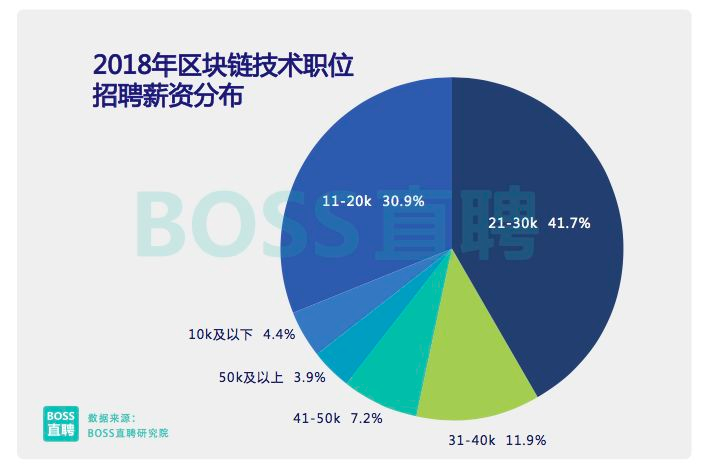 2018年区块链技术职位
招聘薪资分布
BOSS直聘
11-20k 30.9%
21-30k 41.7%
10k及以下 4.4%
50k及以上 3.9%
41-50k 7.2%
31-40k 11.9%
BOSS
直聘
数据来源：
BOSS直聘研究院